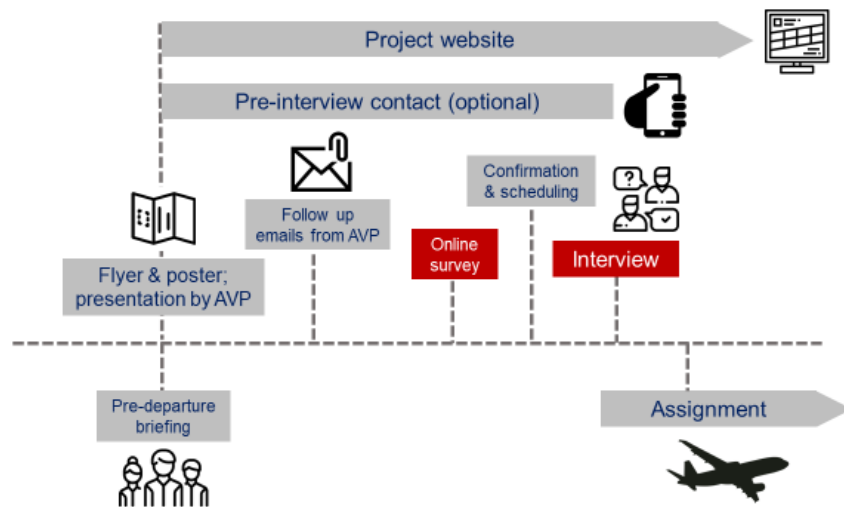 Project website
Pre-interview contact (optional)
Confirmation
& scheduling
Follow up
emails from AVP
Online
survey
Interview
Flyer & poster;
presentation by AVP
Pre-departure
briefing
Assignment